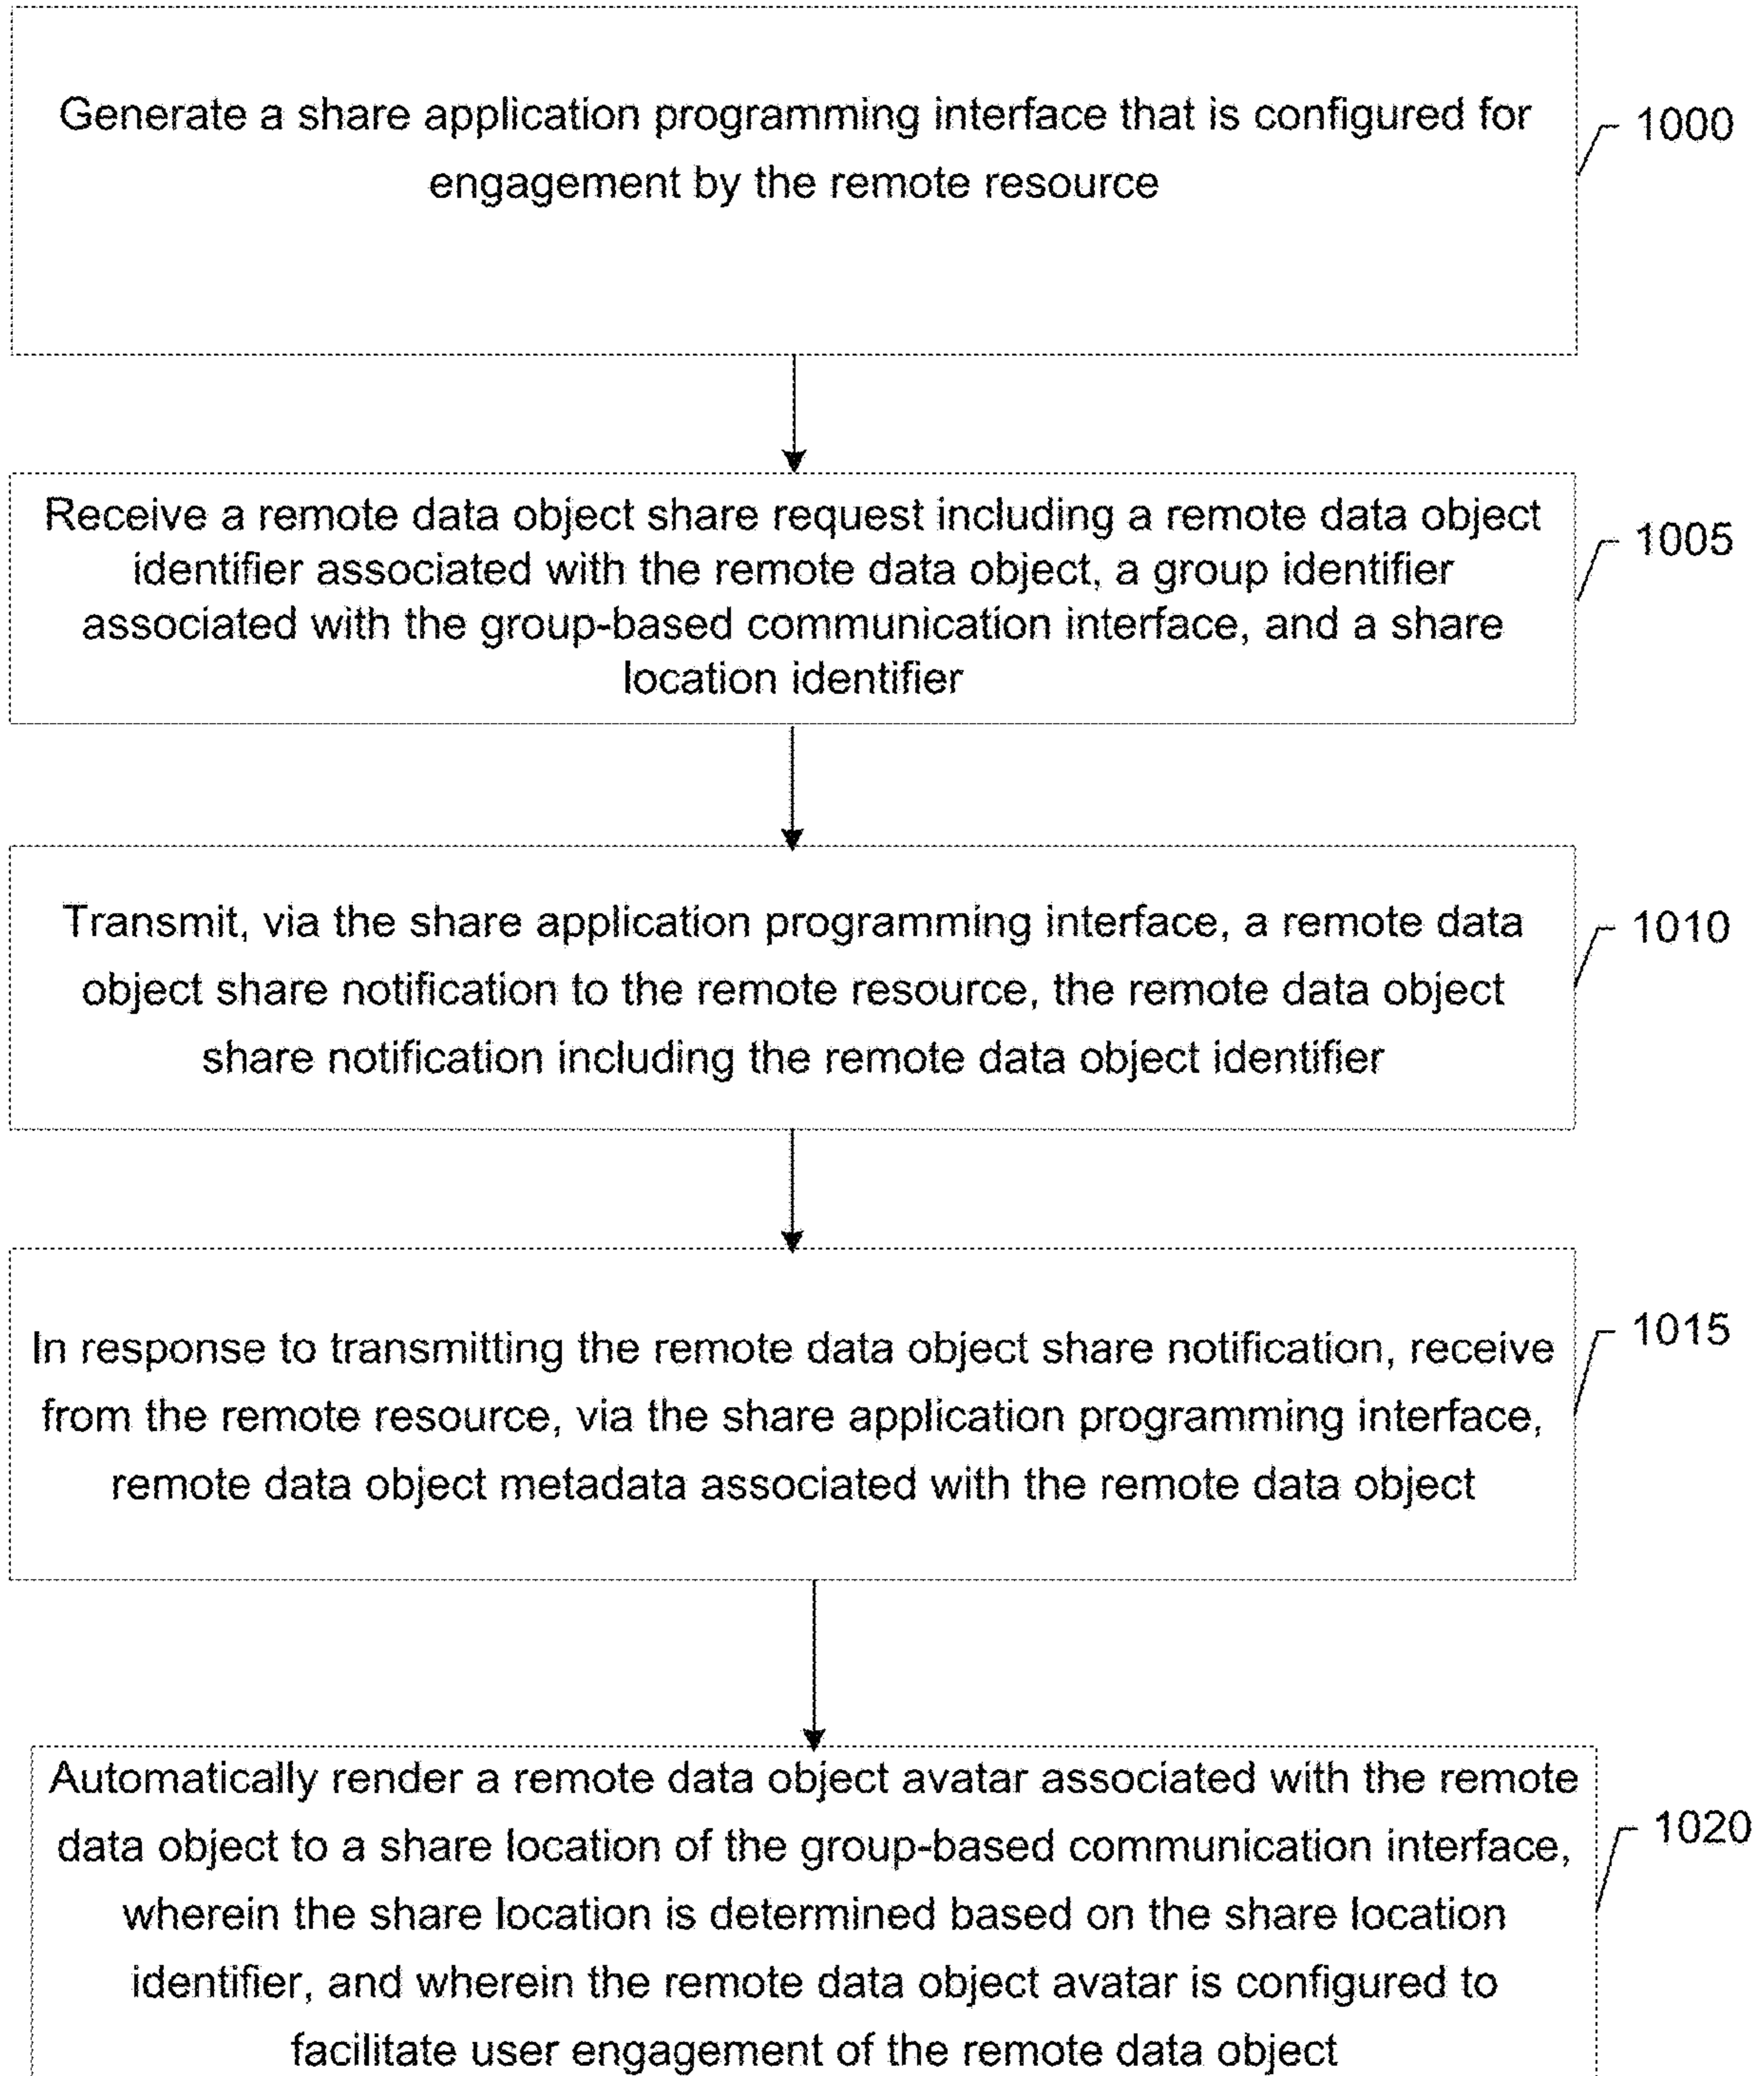 Generate a share application programming interface that is configured for
engagement by the remote resource
1000
Receive a remote data object share request including a remote data object
identifier associated with the remote data object, a group identifier
associated with the group-based communication interface, and a share
location identifier
1005
Transmit, via the share application programming interface, a remote data
object share notification to the remote resource, the remote data object
share notification including the remote data object identifier
1010
In response to transmitting the remote data object share notification, receive
from the remote resource, via the share application programming interface,
remote data object metadata associated with the remote data object
1015
Automatically render a remote data object avatar associated with the remote
data object to a share location of the group-based communication interface,
wherein the share location is determined based on the share location
identifier, and wherein the remote data object avatar is configured to
facilitate user engagement of the remote data object
1020